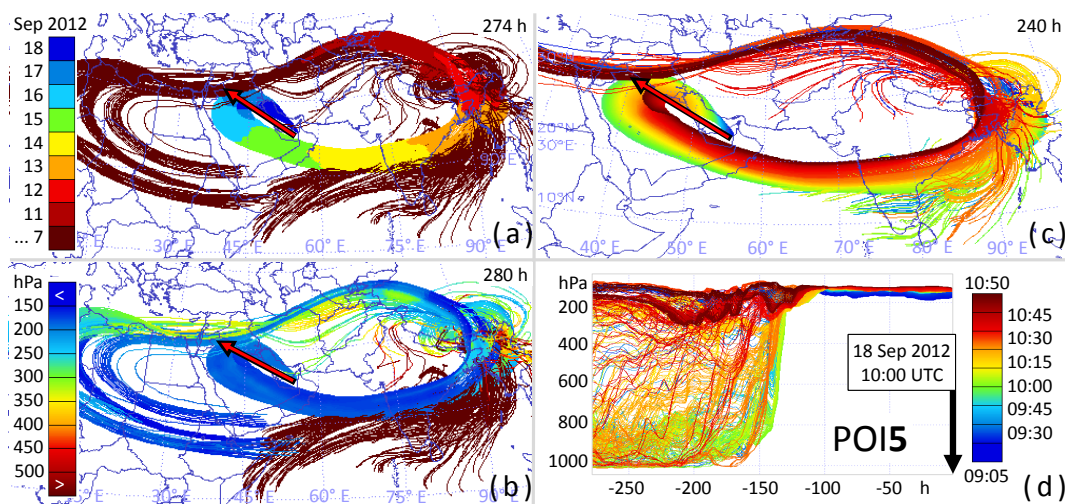 Sep 2012
18
17
16
15
14
13
12
11
... 7
274 h
30° E
45° E
60° E
75° E
90° E
(a)
240 h
20°N
30° E
10°N
40° E
50° E
60° E
70° E
80° E
90° E
(c)
hPa
<
150
200
250
300
350
400
450
500
>
280 h
30° E
45° E
60° E
75° E
90° E
(b)
hPa
200
400
600
800
1000
-250
-200
-150
-100
-50
h
18 Sep 2012
10:00 UTC
POI5
(d)
10:50
10:45
10:30
10:15
10:00
09:45
09:30
09:05